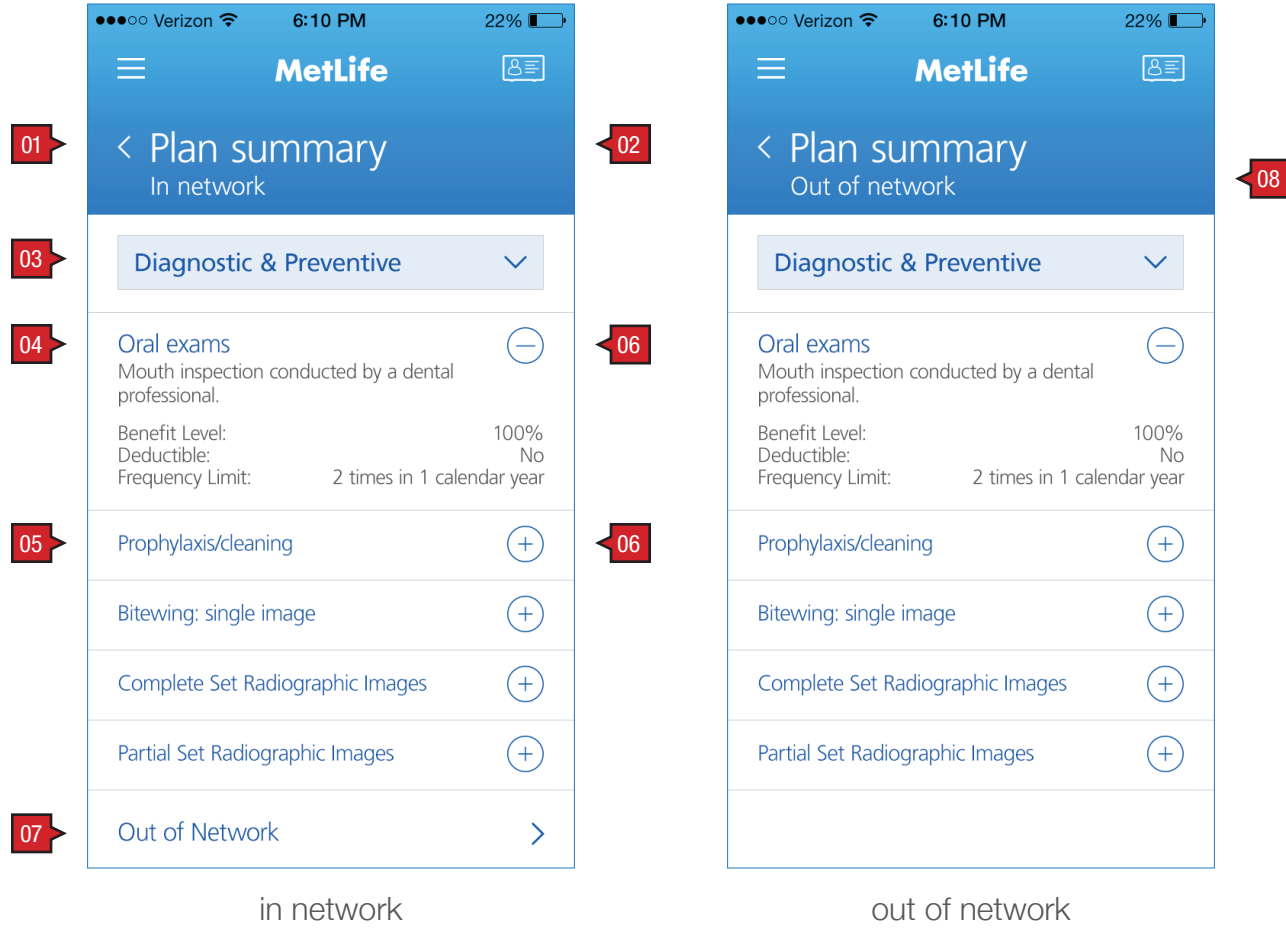 ●●●○○ Verizon 6:10 PM 22%
MetLife
01
Plan summary
In network
02
03
Diagnostic & Preventive
04
Oral exams
06
Mouth inspection conducted by a dental
professional.
Benefit Level: 100%
Deductible: No
Frequency Limit: 2 times in 1 calendar year
05
Prophylaxis/cleaning
06
Bitewing: single image
Complete Set Radiographic Images
Partial Set Radiographic Images
07
Out of Network
in network
●●●○○ Verizon 6:10 PM 22%
MetLife
Plan summary
Out of network
08
Diagnostic & Preventive
Oral exams
Mouth inspection conducted by a dental
professional.
Benefit Level: 100%
Deductible: No
Frequency Limit: 2 times in 1 calendar year
Prophylaxis/cleaning
Bitewing: single image
Complete Set Radiographic Images
Partial Set Radiographic Images
out of network